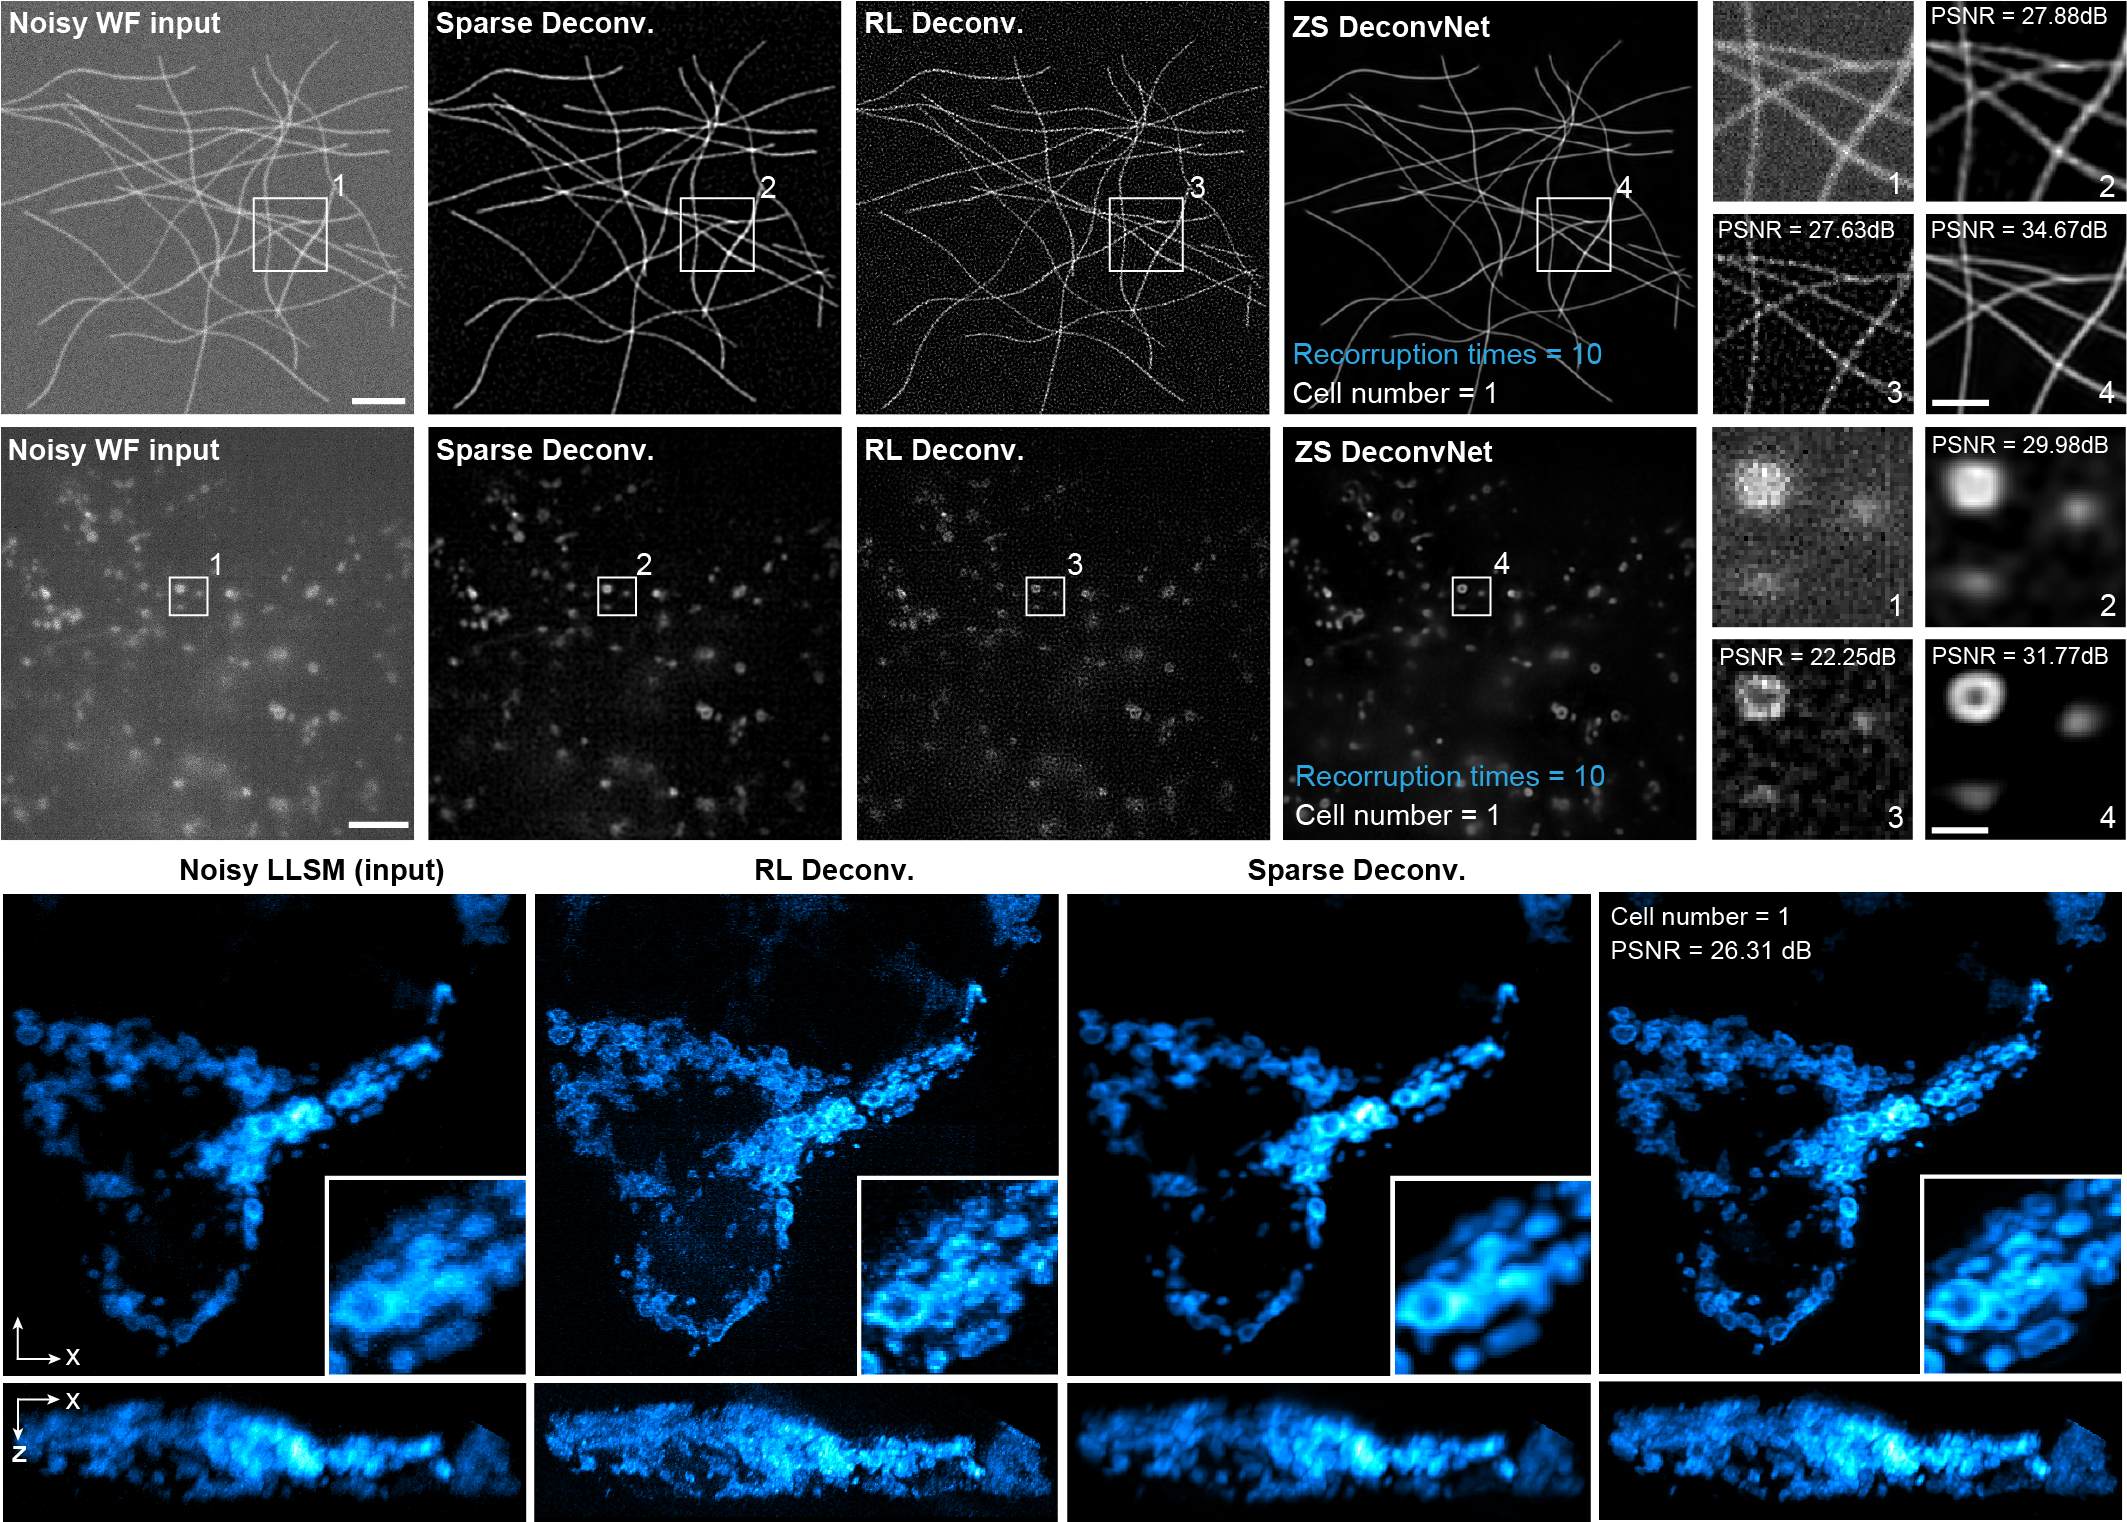 Noisy WF input
Sparse Deconv.
RL Deconv.
ZS DeconvNet
PSNR = 27.88dB
1
2
3
4
1
2
PSNR = 27.63dB
PSNR = 34.67dB
Recorruption times = 10
Cell number = 1
3
4
Noisy WF input
Sparse Deconv.
RL Deconv.
ZS DeconvNet
PSNR = 29.98dB
1
2
3
4
1
2
PSNR = 22.25dB
PSNR = 31.77dB
Recorruption times = 10
Cell number = 1
3
4
Noisy LLSM (input)
RL Deconv.
Sparse Deconv.
Cell number = 1
PSNR = 26.31 dB
x
x
z